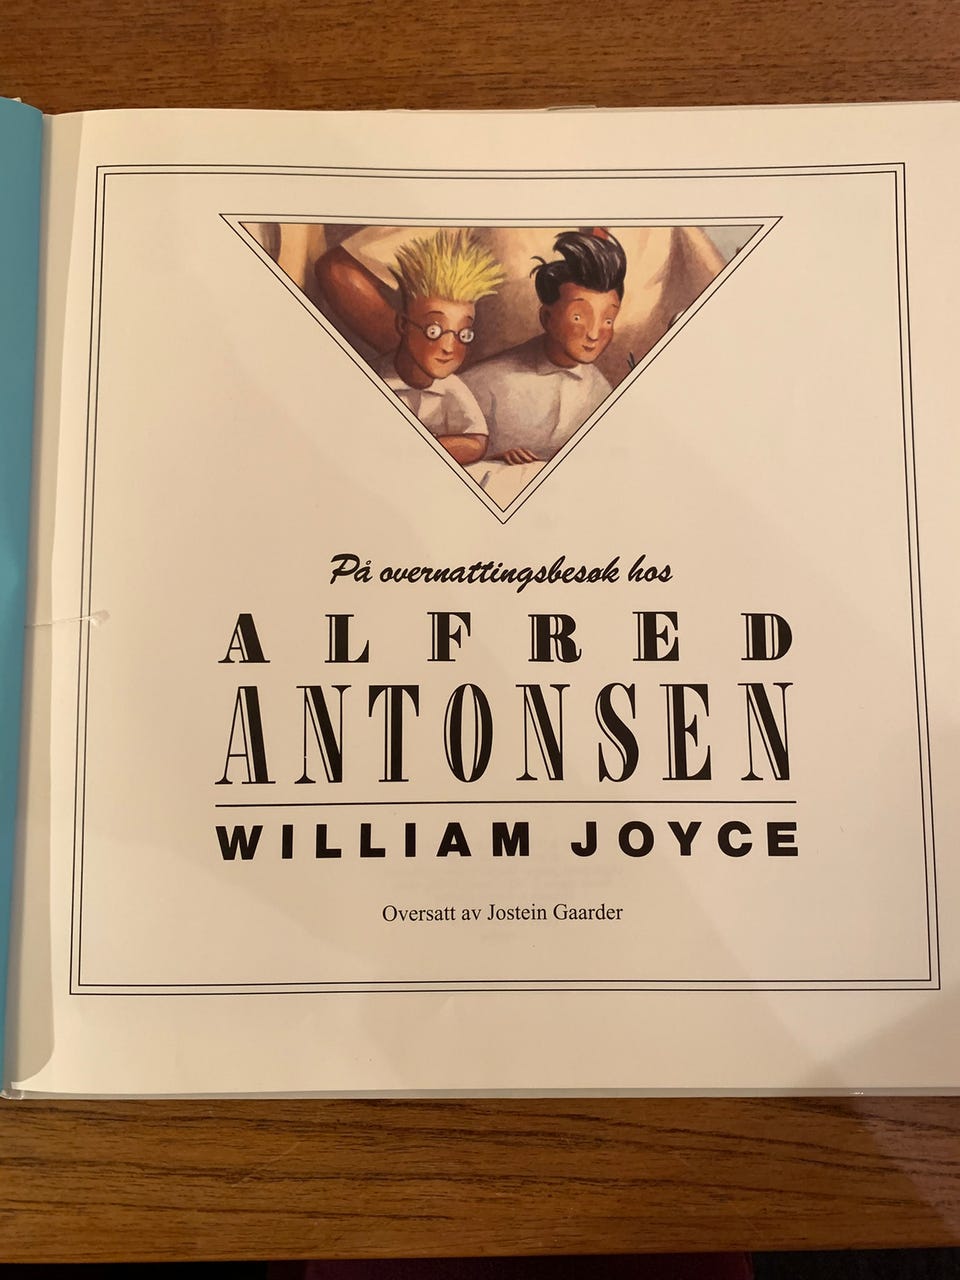 På overnattingsbesøk hos
ALFRED
ANTONSEN
WILLIAM JOYCE
Oversatt av Jostein Gaarder